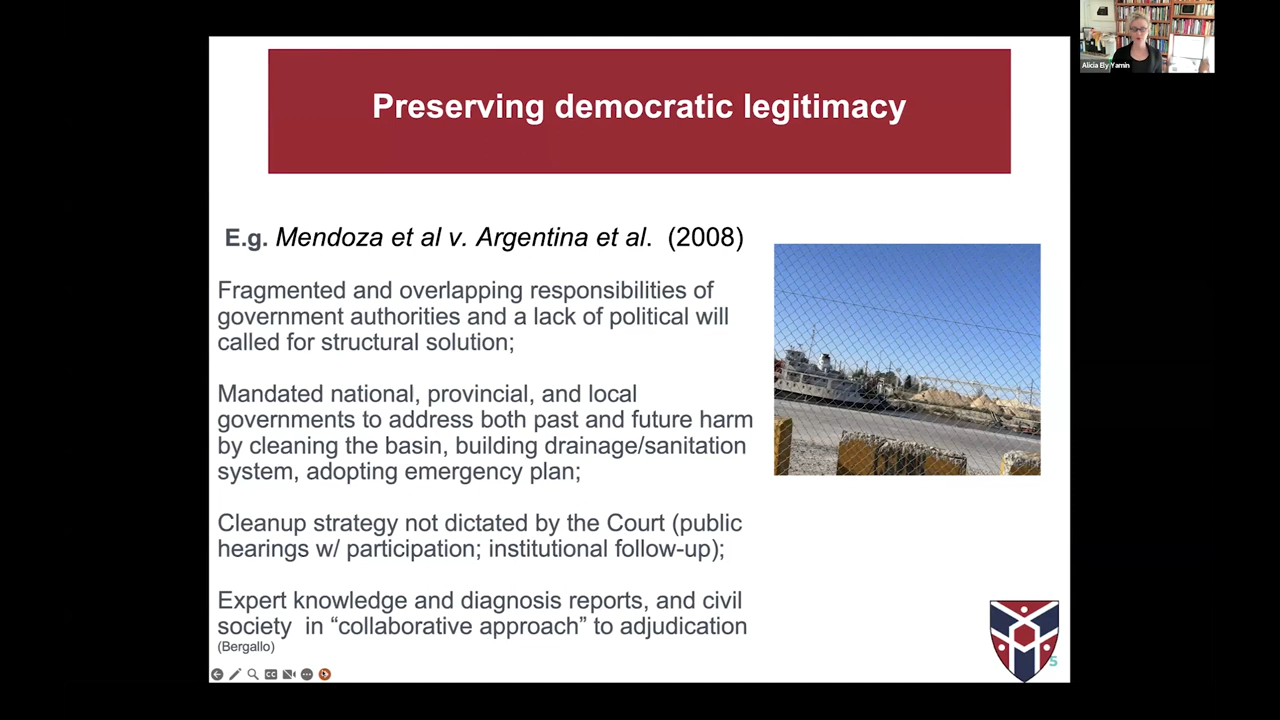 Preserving democratic legitimacy
Alicia Ely Yamin
E.g. Mendoza et al v. Argentina et al. (2008)
Fragmented and overlapping responsibilities of
government authorities and a lack of political will
called for structural solution;
Mandated national, provincial, and local
governments to address both past and future harm
by cleaning the basin, building drainage/sanitation
system, adopting emergency plan;
Cleanup strategy not dictated by the Court (public
hearings w/ participation; institutional follow-up);
Expert knowledge and diagnosis reports, and civil
society in “collaborative approach” to adjudication
(Bergallo)
5